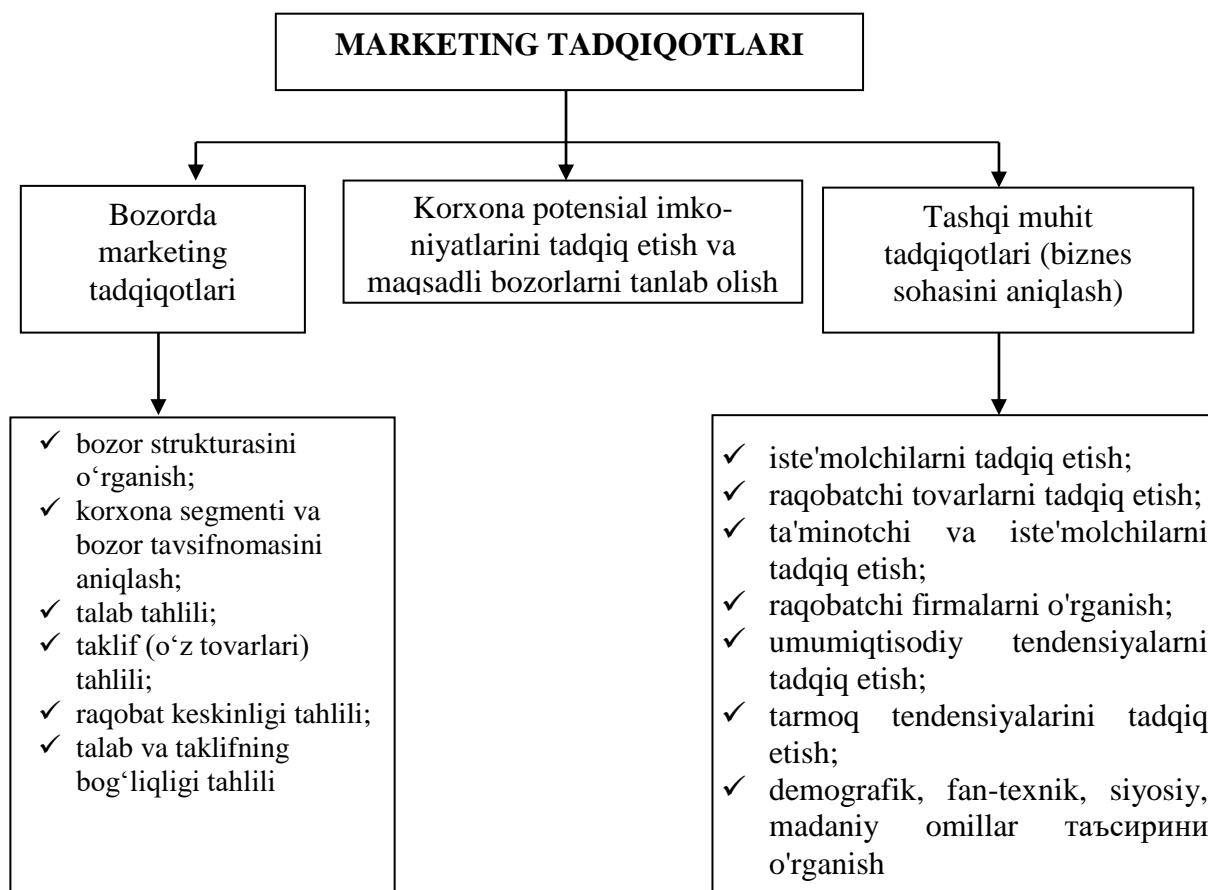 MARKETING TADQIQOTLARI
Bozorda
marketing
tadqiqotlari
Korxona potensial imko-
niyatlarini tadqiq etish va
maqsadli bozorlarni tanlab olish
Tashqi muhit
tadqiqotlari (biznes
sohasini aniqlash)
✓ bozor strukturasini
o‘rganish;
✓ korxona segmenti va
bozor tavsifnomasini
aniqlash;
✓ talab tahlili;
✓ taklif (o‘z tovarlari)
tahlili;
✓ raqobat keskinligi tahlili;
✓ talab va taklifning
bog‘liqligi tahlili
✓ iste'molchilarni tadqiq etish;
✓ raqobatchi tovarlarni tadqiq etish;
✓ ta'minotchi va iste'molchilarni
tadqiq etish;
✓ raqobatchi firmalarni o'rganish;
✓ umumiqtisodiy tendensiyalarni
tadqiq etish;
✓ tarmoq tendensiyalarini tadqiq
etish;
✓ demografik, fan-texnik, siyosiy,
madaniy omillar таъсирини
o'rganish